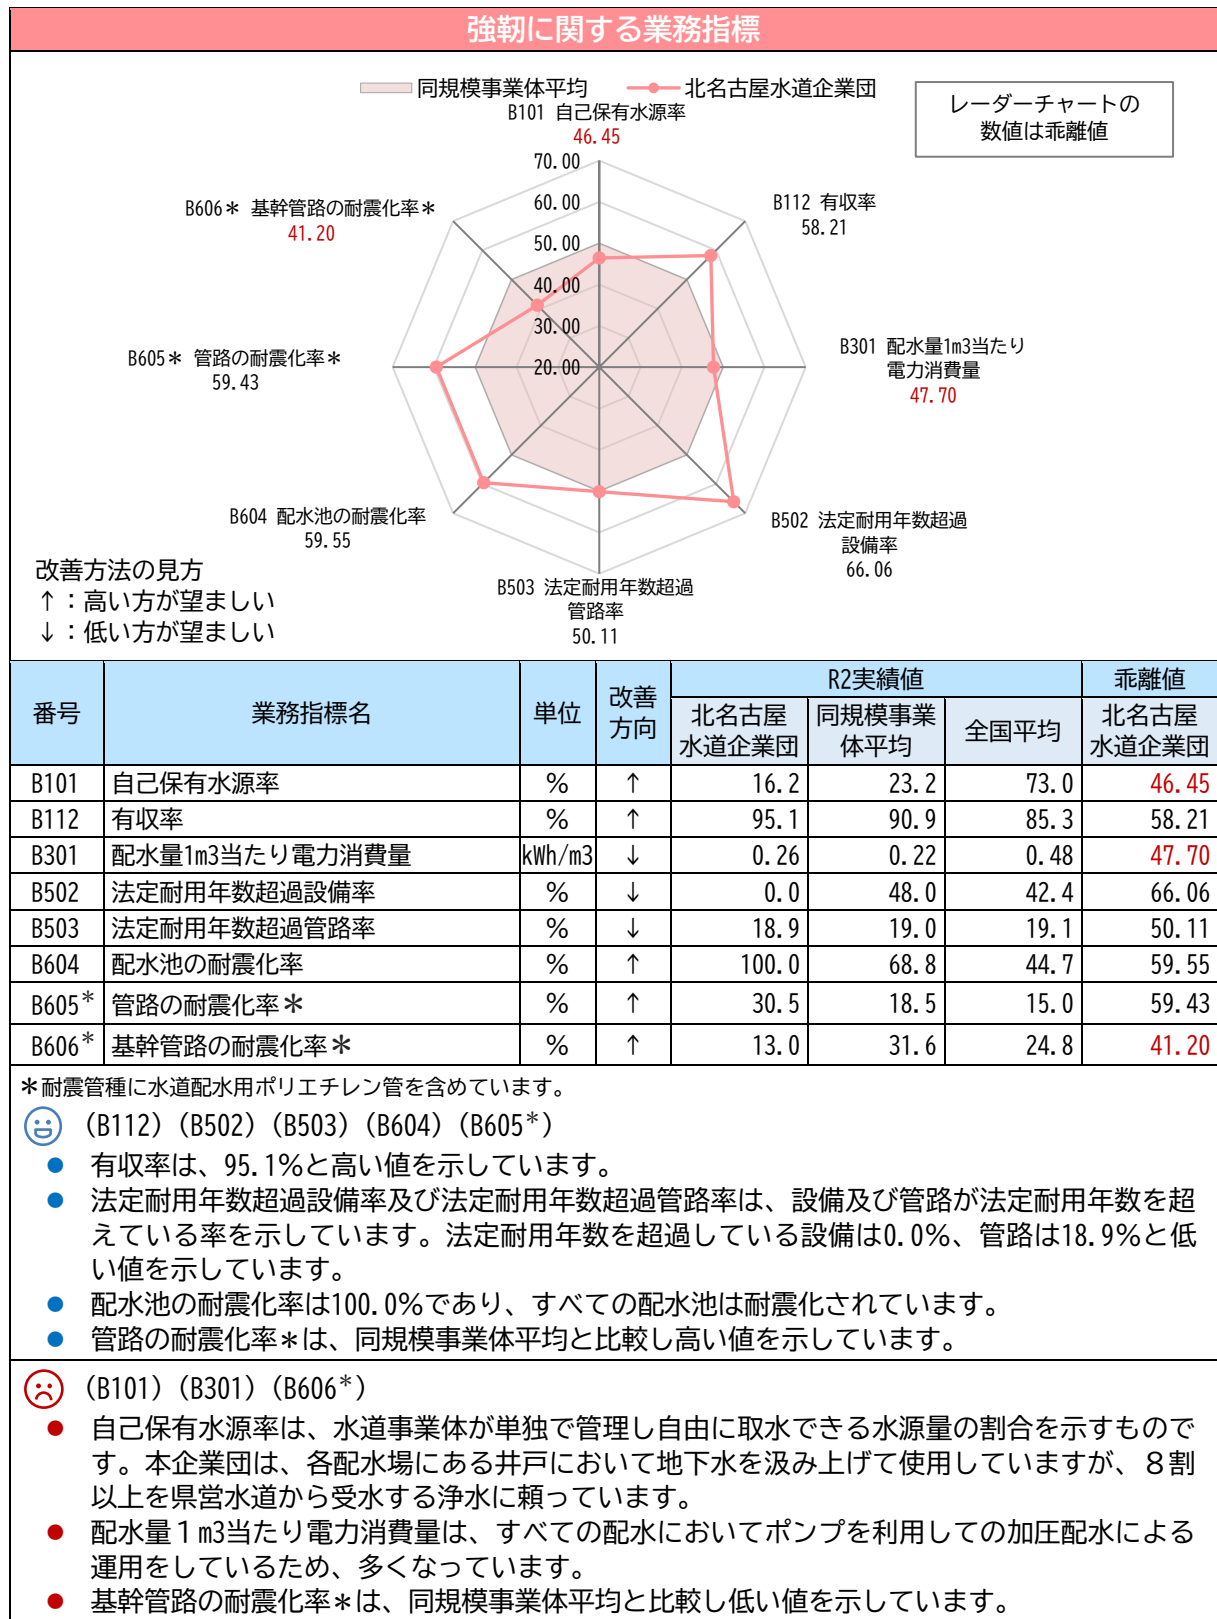 強靭に関する業務指標
同規模事業体平均 北名古屋水道企業団
レーダーチャートの
数値は乖離値
B101 自己保有水源率
46.45
70.00
60.00
50.00
40.00
30.00
20.00
B112 有収率
58.21
B301 配水量1m3当たり
電力消費量
47.70
B502 法定耐用年数超過
設備率
66.06
B503 法定耐用年数超過
管路率
50.11
B604 配水池の耐震化率
59.55
B605＊ 管路の耐震化率＊
59.43
B606＊ 基幹管路の耐震化率＊
41.20
改善方法の見方
↑：高い方が望ましい
↓：低い方が望ましい
番号 業務指標名 単位 改善方向 R2実績値 乖離値
北名古屋水道企業団 同規模事業体平均 全国平均 北名古屋水道企業団
B101 自己保有水源率 % ↑ 16.2 23.2 73.0 46.45
B112 有収率 % ↑ 95.1 90.9 85.3 58.21
B301 配水量1m3当たり電力消費量 kWh/m3 ↓ 0.26 0.22 0.48 47.70
B502 法定耐用年数超過設備率 % ↓ 0.0 48.0 42.4 66.06
B503 法定耐用年数超過管路率 % ↓ 18.9 19.0 19.1 50.11
B604 配水池の耐震化率 % ↑ 100.0 68.8 44.7 59.55
B605＊ 管路の耐震化率＊ % ↑ 30.5 18.5 15.0 59.43
B606＊ 基幹管路の耐震化率＊ % ↑ 13.0 31.6 24.8 41.20
＊耐震管種に水道配水用ポリエチレン管を含めています。
(B112)(B502)(B503)(B604)(B605＊)
● 有収率は、95.1%と高い値を示しています。
● 法定耐用年数超過設備率及び法定耐用年数超過管路率は、設備及び管路が法定耐用年数を超
えている率を示しています。法定耐用年数を超過している設備は0.0%、管路は18.9%と低
い値を示しています。
● 配水池の耐震化率は100.0%であり、すべての配水池は耐震化されています。
● 管路の耐震化率＊は、同規模事業体平均と比較し高い値を示しています。
(B101)(B301)(B606＊)
● 自己保有水源率は、水道事業体が単独で管理し自由に取水できる水源量の割合を示すもので
す。本企業団は、各配水場にある井戸において地下水を汲み上げて使用していますが、８割
以上を県営水道から受水する浄水に頼っています。
● 配水量１m3当たり電力消費量は、すべての配水においてポンプを利用しての加圧配水による
運用をしているため、多くなっています。
● 基幹管路の耐震化率＊は、同規模事業体平均と比較し低い値を示しています。